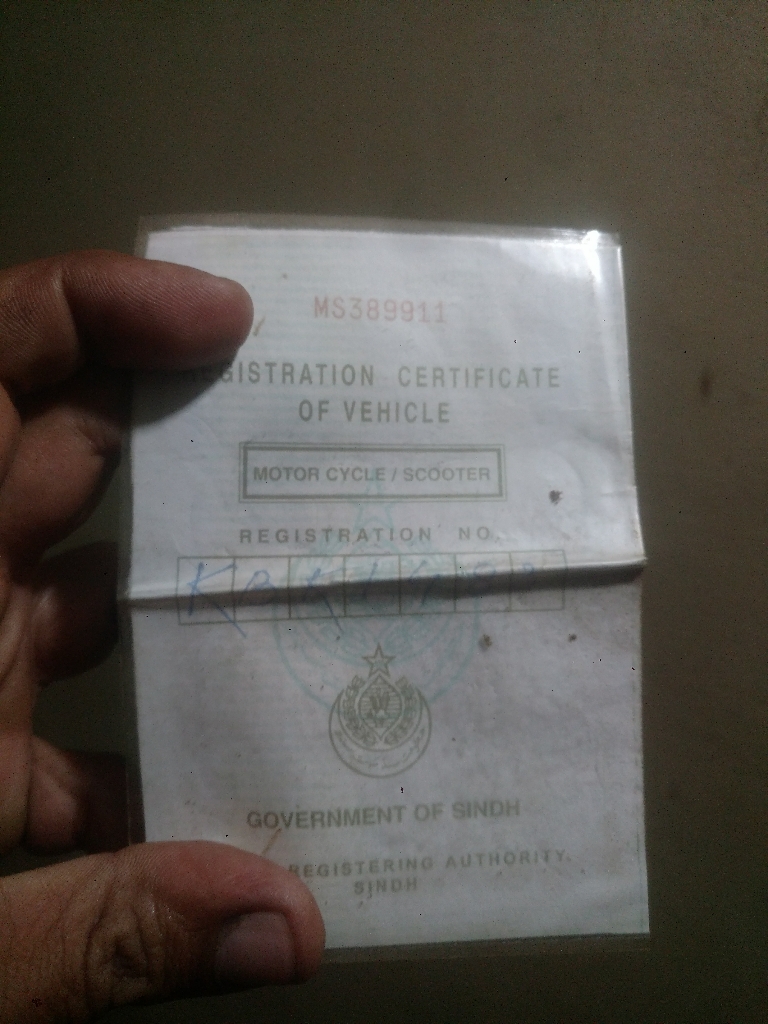 MS389911
REGISTRATION CERTIFICATE
OF VEHICLE
MOTOR CYCLE / SCOOTER
REGISTRATION NO.
GOVERNMENT OF SINDH
REGISTERING AUTHORITY.
SINDH